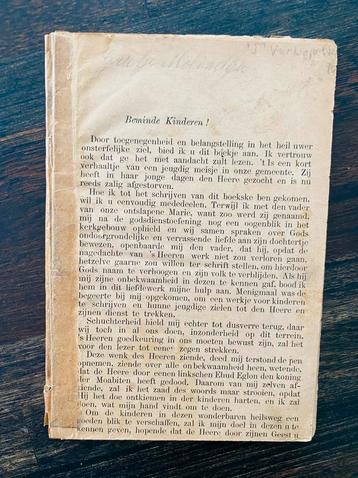 Beminde Kinderen!
Door toegenegenheid en belangstelling in het heil uwer
onsterfelijke ziel, bied ik u dit boekje aan. Ik vertrouw
ook dat ge het met aandacht zult lezen. 't Is een kort
verhaaltje van een jeugdig meisje in onze gemeente. Zij
heeft in haar jonge dagen den Heere gezocht en is nu
reeds zalig afgestorven.
Hoe ik tot het schrijven van dit boekske ben gekomen,
wil ik u eenvoudig mededeelen. Terwijl ik met den vader
van onze ontslapene Marie, want zoo werd zij genaamd,
mij na de godsdienstoefening nog een oogenblik in het
kerkgebouw ophield en wij samen spraken over Gods
ondoorgrondelijke en verrassende liefde aan zijn dochtertje
bewezen, openbaarde mij den vader, dat hij, opdat de
nagedachte van 's Heeren werk niet zou verloren gaan,
hetzelve gaarne zou willen ter schrift stellen, om hierdoor
Gods naam te verhoogen en zijn volk te verblijden. Als hij
mij zijne onbekwaamheid in dezen te kennen gaf, bood ik
hem in dit liefdewerk mijne hulp aan. Menigmaal was de
begeerte bij mij opgekomen, om een werkje voor kinderen
te schrijven en hunne jeugdige zielen tot den Heere en
zijnen dienst te trekken.
Schuchterheid hield mij echter tot dusverre terug, daar
wij toch in al ons doen, inzonderheid op dit terrein,
's Heeren goedkeuring in ons moeten bewust zijn, zal het
voor den lezer tot eenen zegen strekken.
Deze wenk des Heeren ziende, deed mij terstond de pen
opnemen, ziende over alle onbekwaamheid heen, wetende,
dat de Heere door eenen linkschen Ehud Eglon den koning
der Moabiten heeft gedood. Daarom van mij zelven af-
ziende, zal ik het zaad des woords maar strooien, opdat
Hij het doe ontkiemen in der kinderen harten, en ik zal
doen, wat mijn hand vindt om te doen.
Om de kinderen in dezen wonderbaren heilsweg een
goeden blik te verschaffen, zal ik mijn doel in dezen u te
kennen geven, hopende dat de Heere door zijnen Geest u